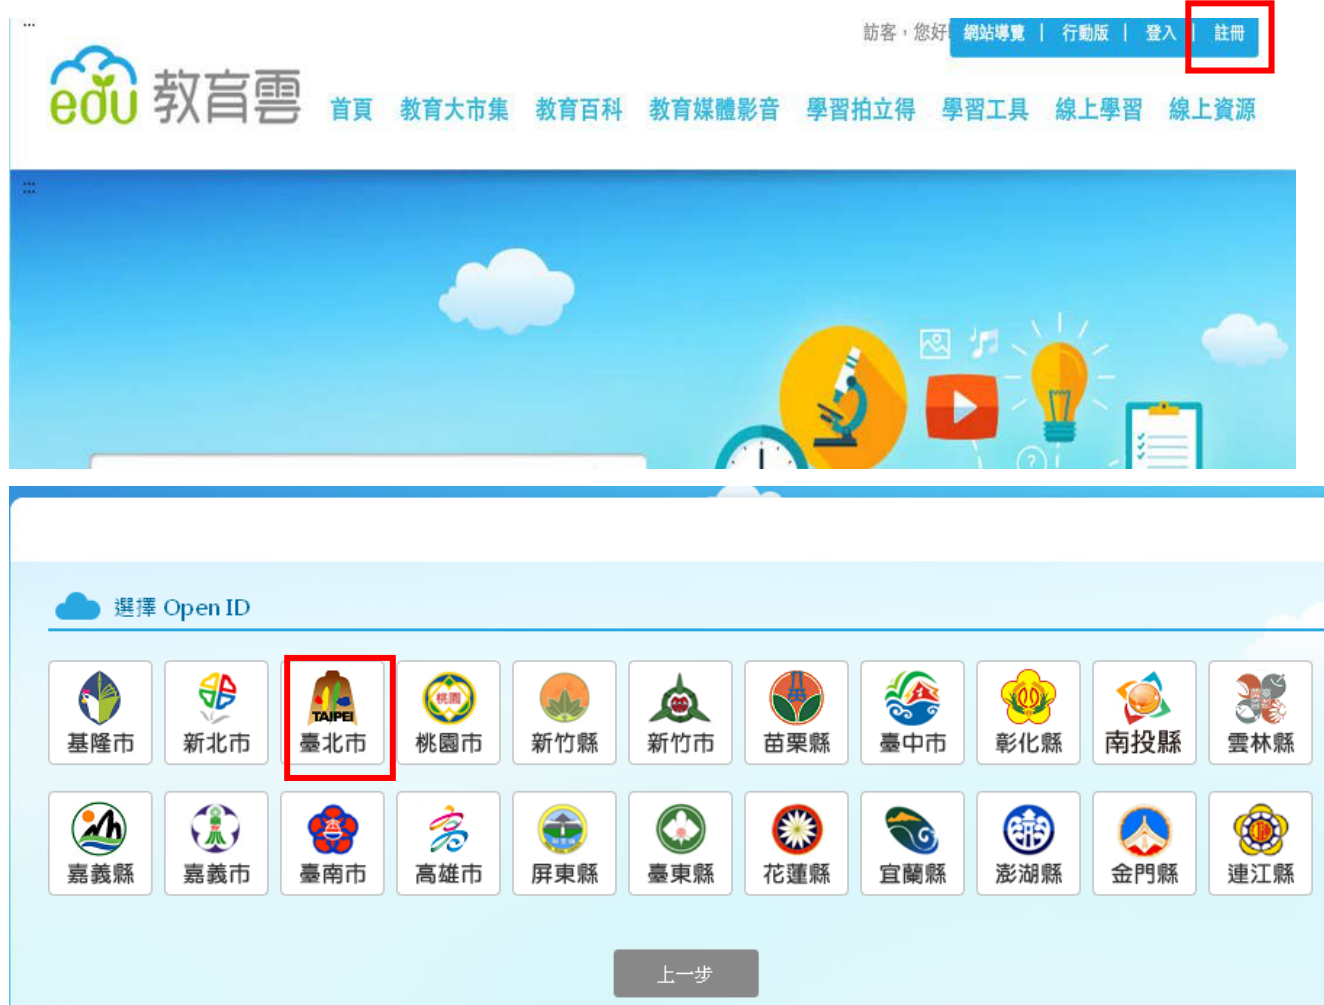 ...
訪客，您好! 網站導覽 | 行動版 | 登入 | 註冊
edu 教育雲
首頁 教育大市集 教育百科 教育媒體影音 學習拍立得 學習工具 線上學習 線上資源
:::
?
選擇 Open ID
TAIPEI 桃園
基隆市 新北市 臺北市 桃園市 新竹縣 新竹市 苗栗縣 臺中市 彰化縣 南投縣 雲林縣
嘉義縣 嘉義市 臺南市 高雄市 屏東縣 臺東縣 花蓮縣 宜蘭縣 澎湖縣 金門縣 連江縣
上一步